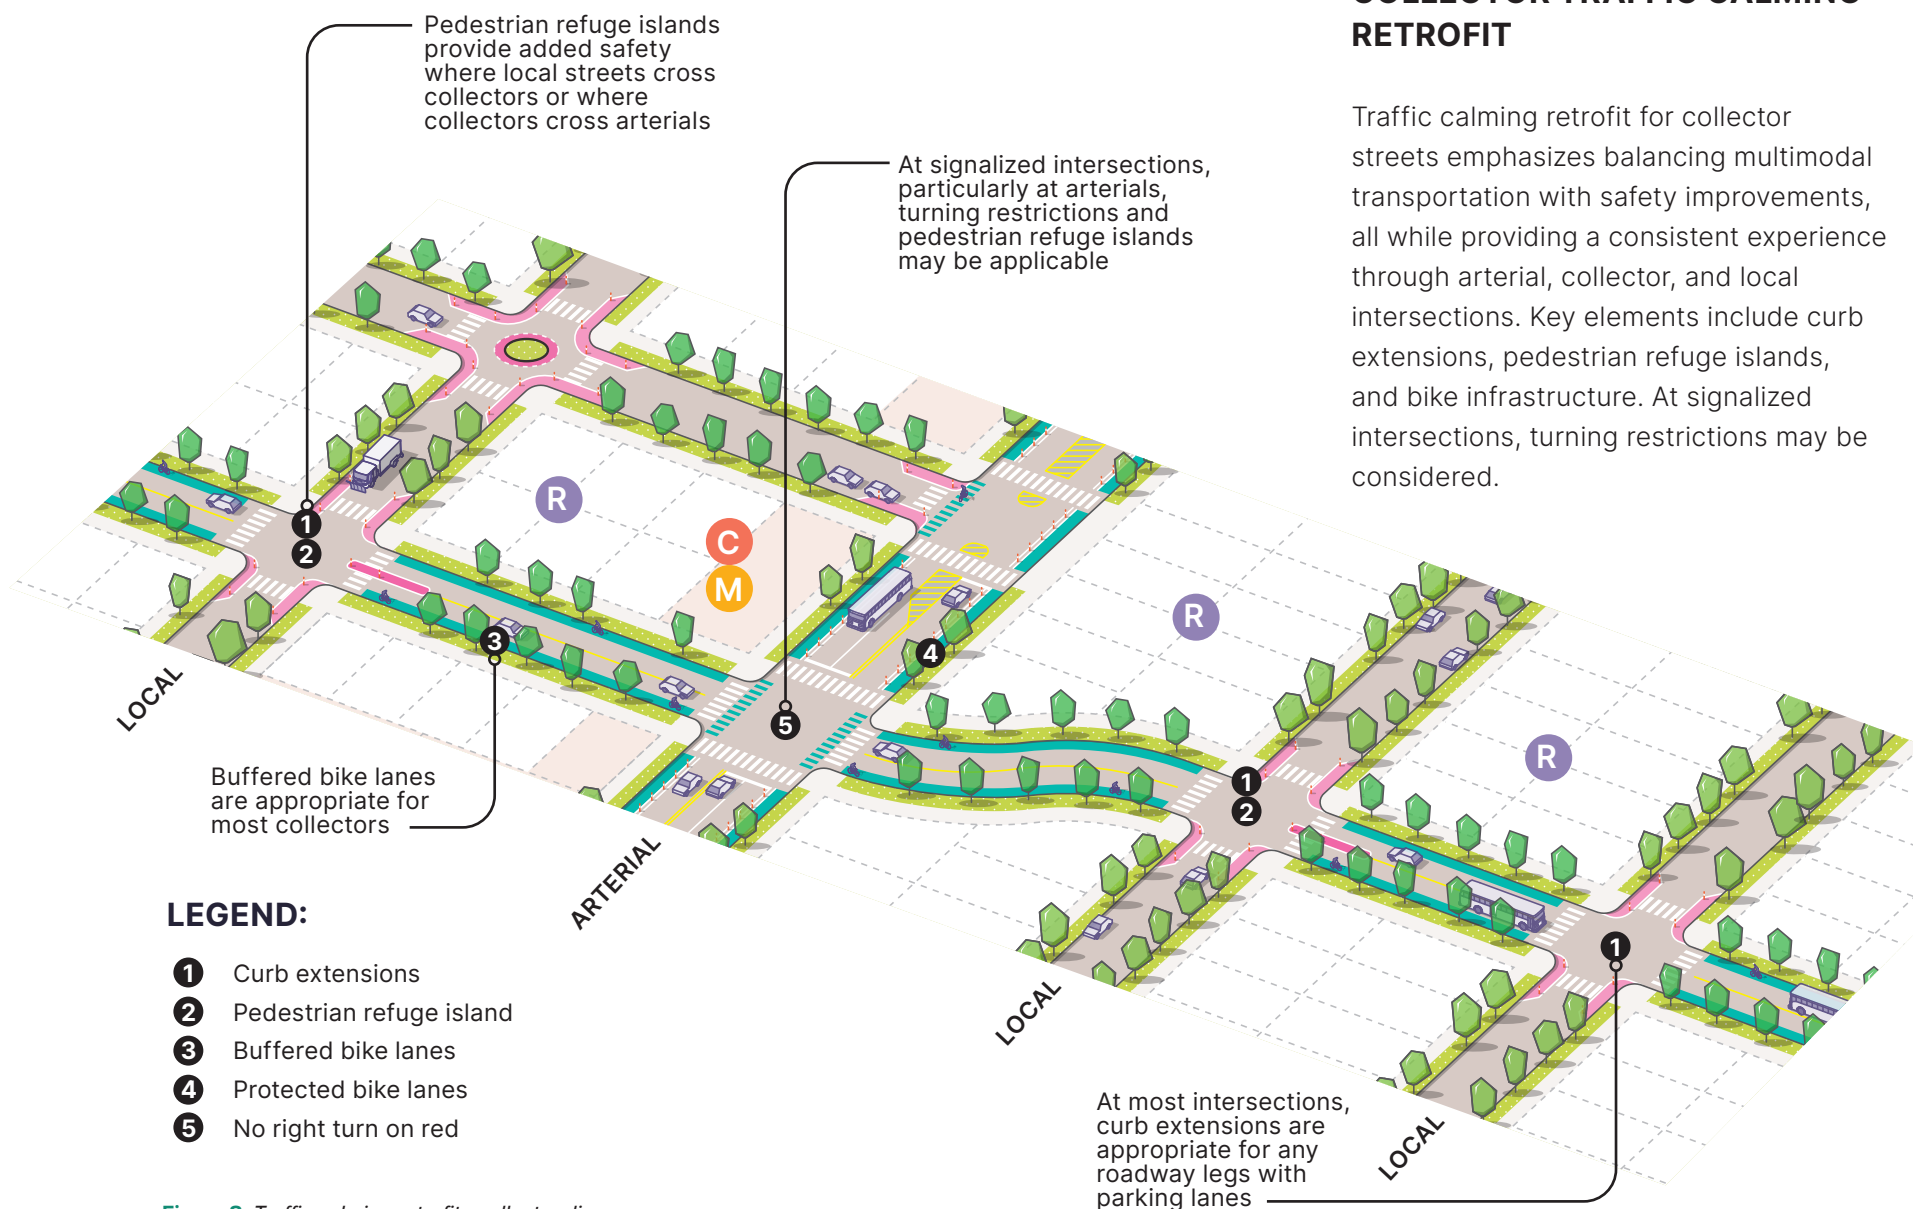 Pedestrian refuge islands
provide added safety
where local streets cross
collectors or where
collectors cross arterials
At signalized intersections,
particularly at arterials,
turning restrictions and
pedestrian refuge islands
may be applicable
COLLECTOR TRAFFIC CALMING
RETROFIT
Traffic calming retrofit for collector
streets emphasizes balancing multimodal
transportation with safety improvements,
all while providing a consistent experience
through arterial, collector, and local
intersections. Key elements include curb
extensions, pedestrian refuge islands,
and bike infrastructure. At signalized
intersections, turning restrictions may be
considered.
R
C
M
1
2
3
4
5
R
R
1
2
1
LOCAL
ARTERIAL
LOCAL
LOCAL
Buffered bike lanes
are appropriate for
most collectors
LEGEND:
1 Curb extensions
2 Pedestrian refuge island
3 Buffered bike lanes
4 Protected bike lanes
5 No right turn on red
At most intersections,
curb extensions are
appropriate for any
roadway legs with
parking lanes